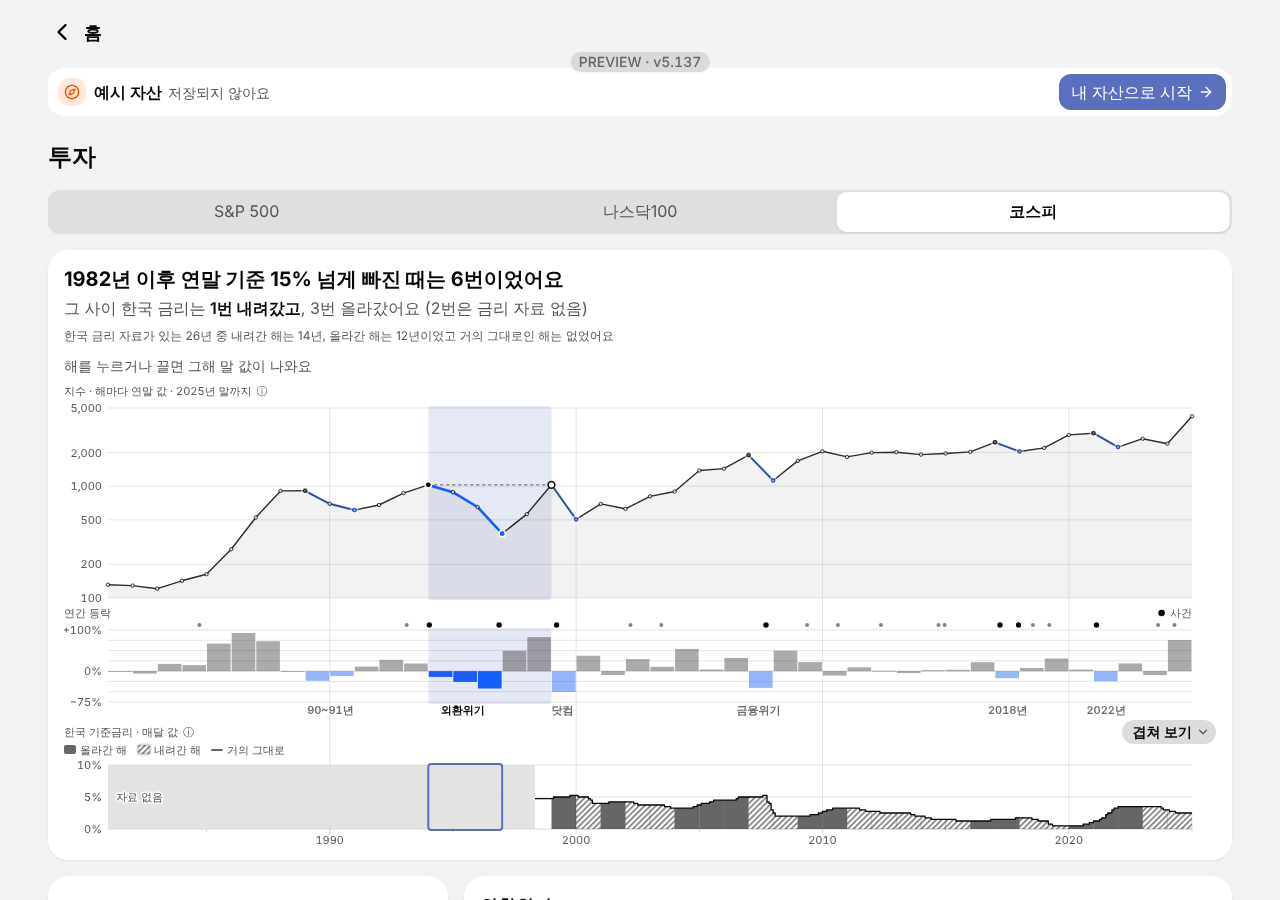 홈
PREVIEW · v5.137
예시 자산 저장되지 않아요
내 자산으로 시작 →
투자
S&P 500
나스닥100
코스피
1982년 이후 연말 기준 15% 넘게 빠진 때는 6번이었어요
그 사이 한국 금리는 1번 내려갔고, 3번 올라갔어요 (2번은 금리 자료 없음)
한국 금리 자료가 있는 26년 중 내려간 해는 14년, 올라간 해는 12년이었고 거의 그대로인 해는 없었어요
해를 누르거나 끌면 그해 말 값이 나와요
지수 · 해마다 연말 값 · 2025년 말까지 ⓘ
5,000
2,000
1,000
500
200
100
연간 등락
사건
+100%
0%
−75%
90~91년
외환위기
닷컴
금융위기
2018년
2022년
한국 기준금리 · 매달 값 ⓘ
겹쳐 보기
올라간 해
내려간 해
거의 그대로
10%
5%
0%
자료 없음
1990
2000
2010
2020